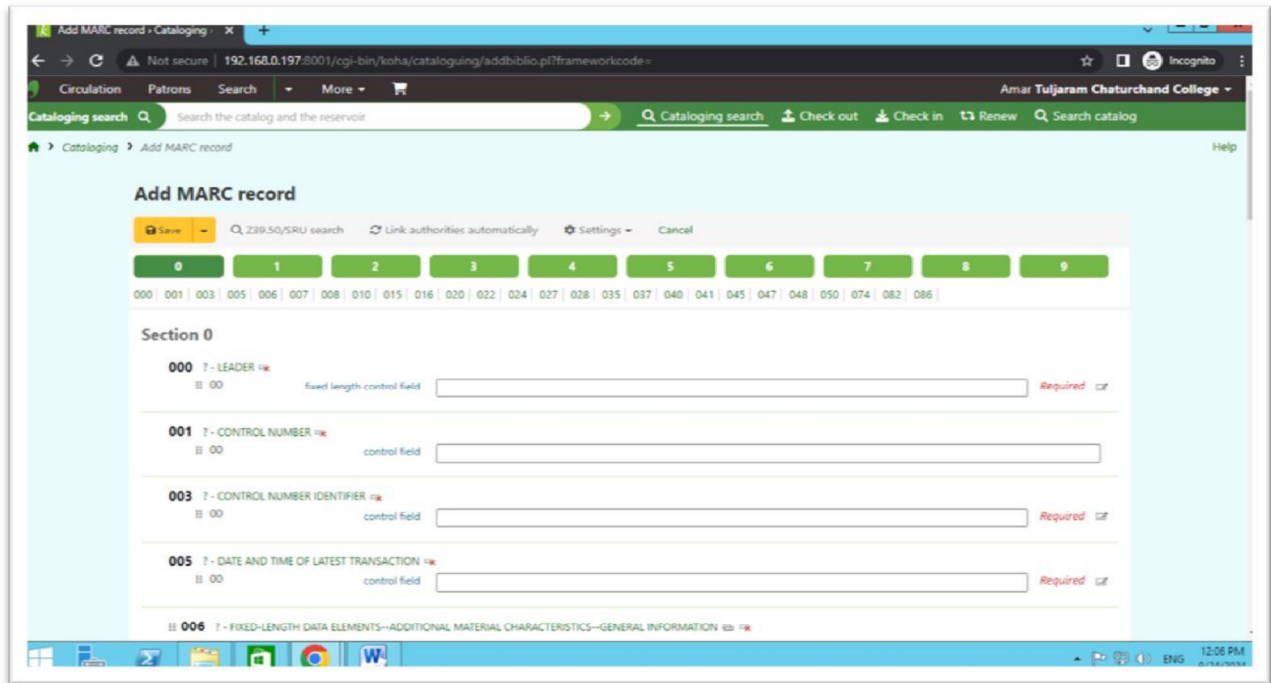 Add MARC record › Cataloging ›
Not secure | 192.168.0.197:8001/cgi-bin/koha/cataloguing/addbiblio.pl?frameworkcode=
Incognito
Circulation Patrons Search More
Amar Tuljaram Chaturchand College
Cataloging search Search the catalog and the reservoir Cataloging search Check out Check in Renew Search catalog
Cataloging Add MARC record Help
Add MARC record
Save Z39.50/SRU search Link authorities automatically Settings Cancel
0 1 2 3 4 5 6 7 8 9
000 001 003 005 006 007 008 010 015 016 020 022 024 027 028 035 037 040 041 045 047 048 050 074 082 086
Section 0
000 ? - LEADER
00 fixed length control field Required
001 ? - CONTROL NUMBER
00 control field
003 ? - CONTROL NUMBER IDENTIFIER
00 control field Required
005 ? - DATE AND TIME OF LATEST TRANSACTION
00 control field Required
006 ? - FIXED-LENGTH DATA ELEMENTS--ADDITIONAL MATERIAL CHARACTERISTICS--GENERAL INFORMATION
ENG 12:06 PM